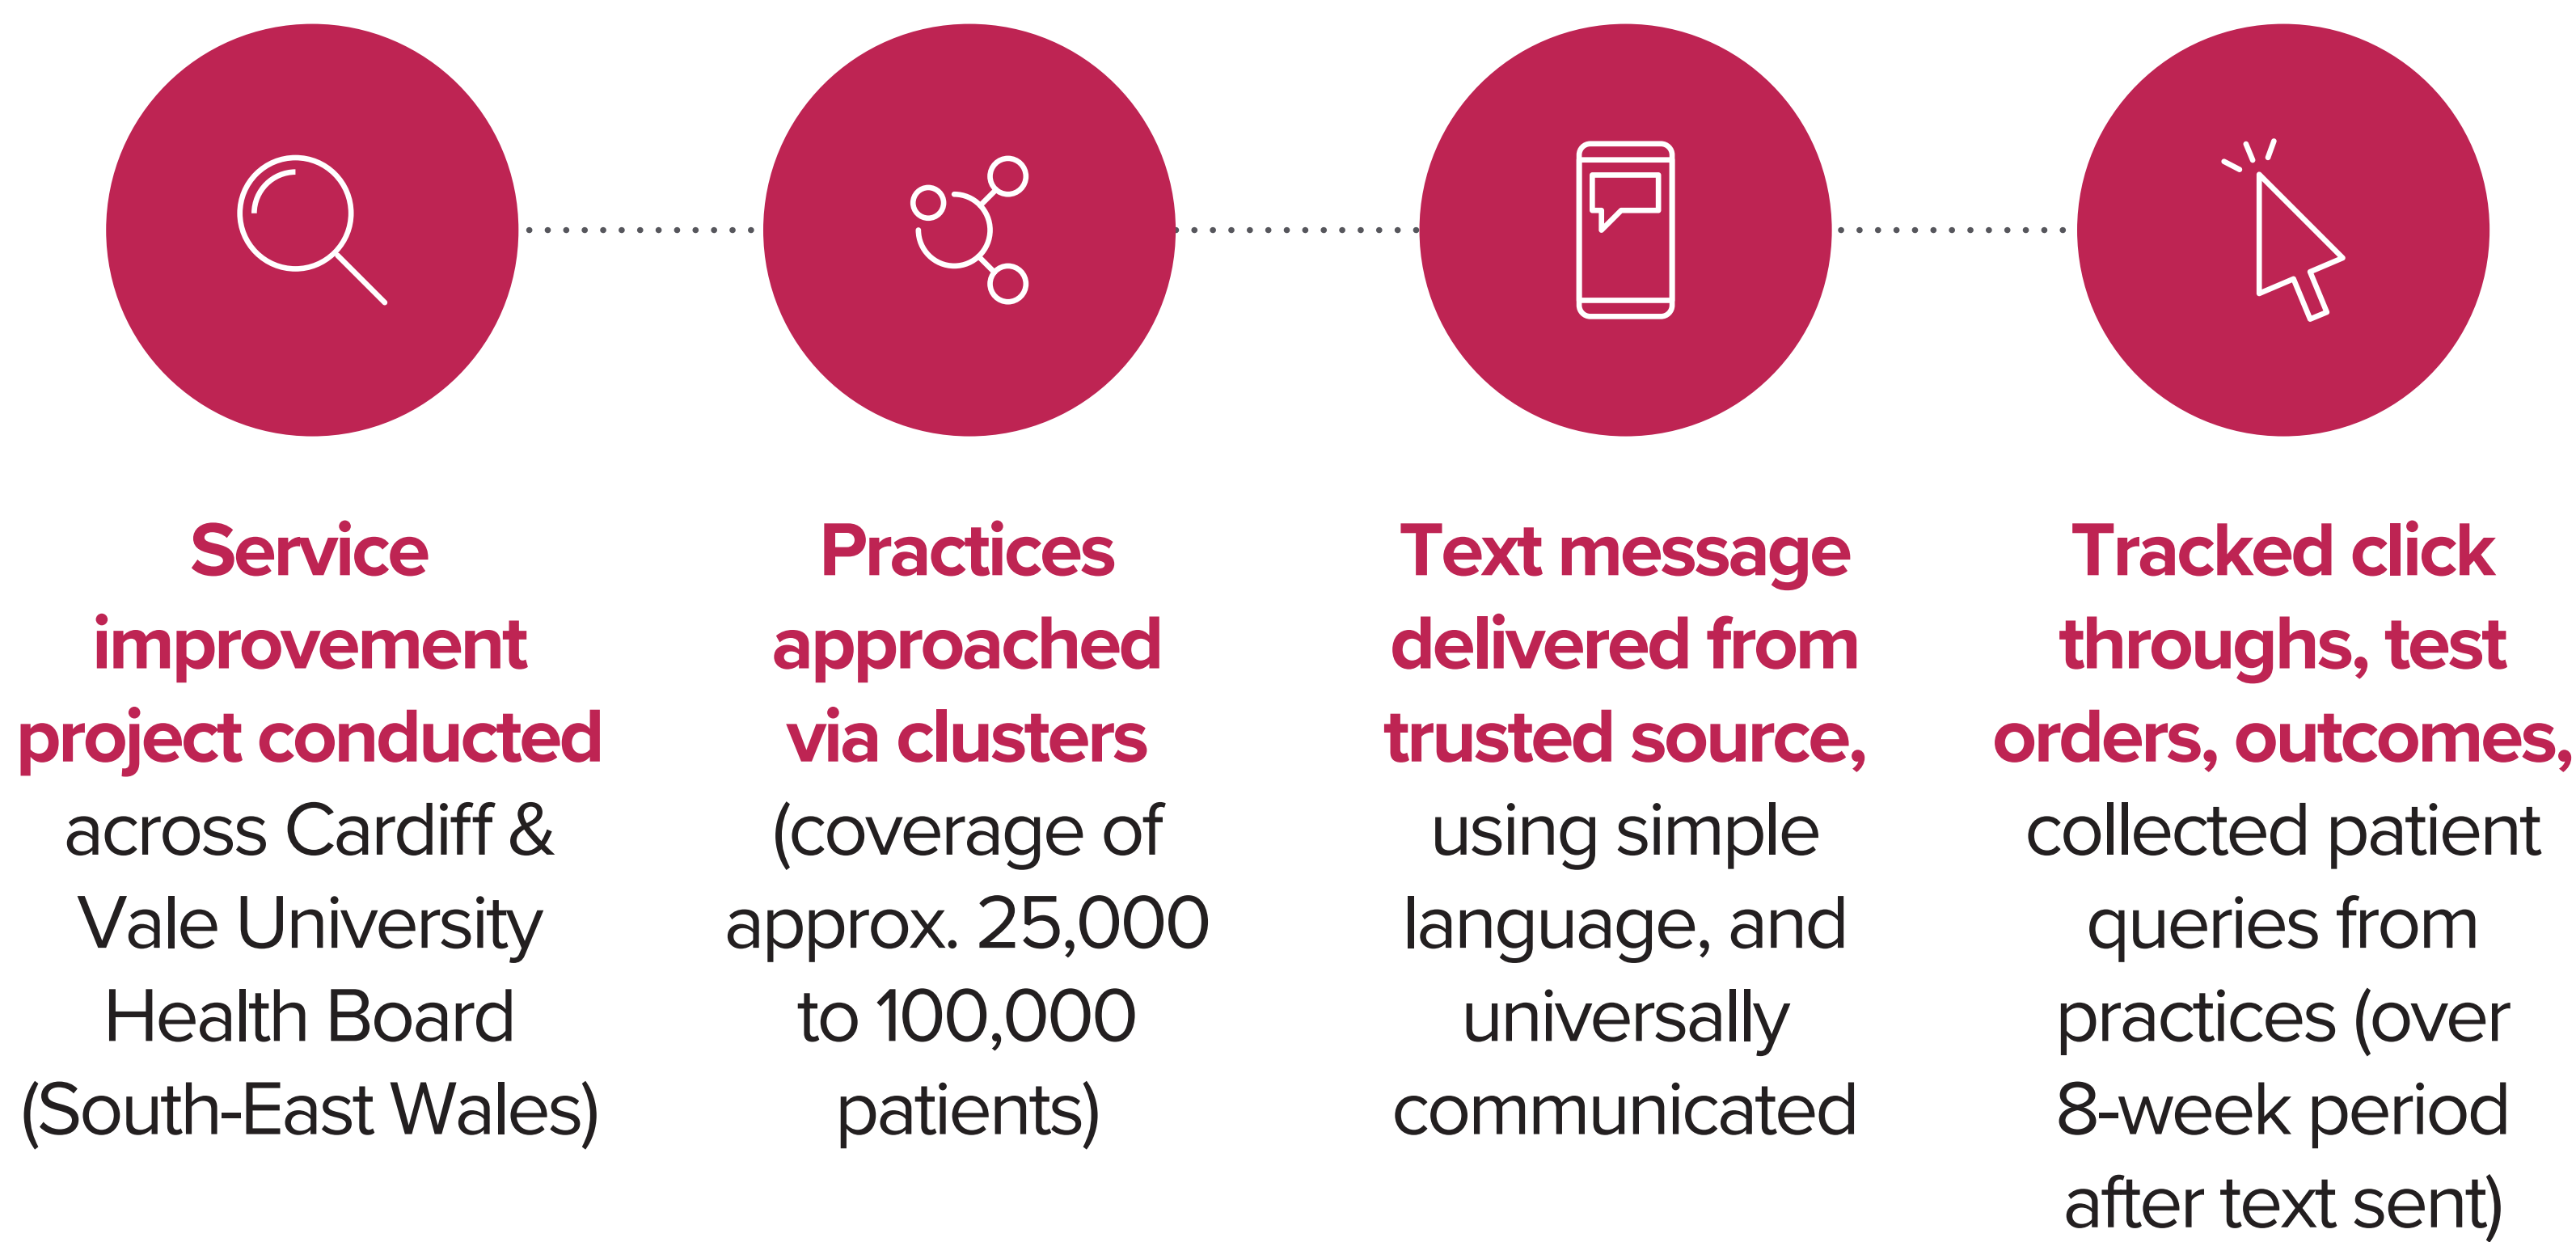 Service
improvement
project conducted
across Cardiff &
Vale University
Health Board
(South-East Wales)
Practices
approached
via clusters
(coverage of
approx. 25,000
to 100,000
patients)
Text message
delivered from
trusted source,
using simple
language, and
universally
communicated
Tracked click
throughs, test
orders, outcomes,
collected patient
queries from
practices (over
8-week period
after text sent)